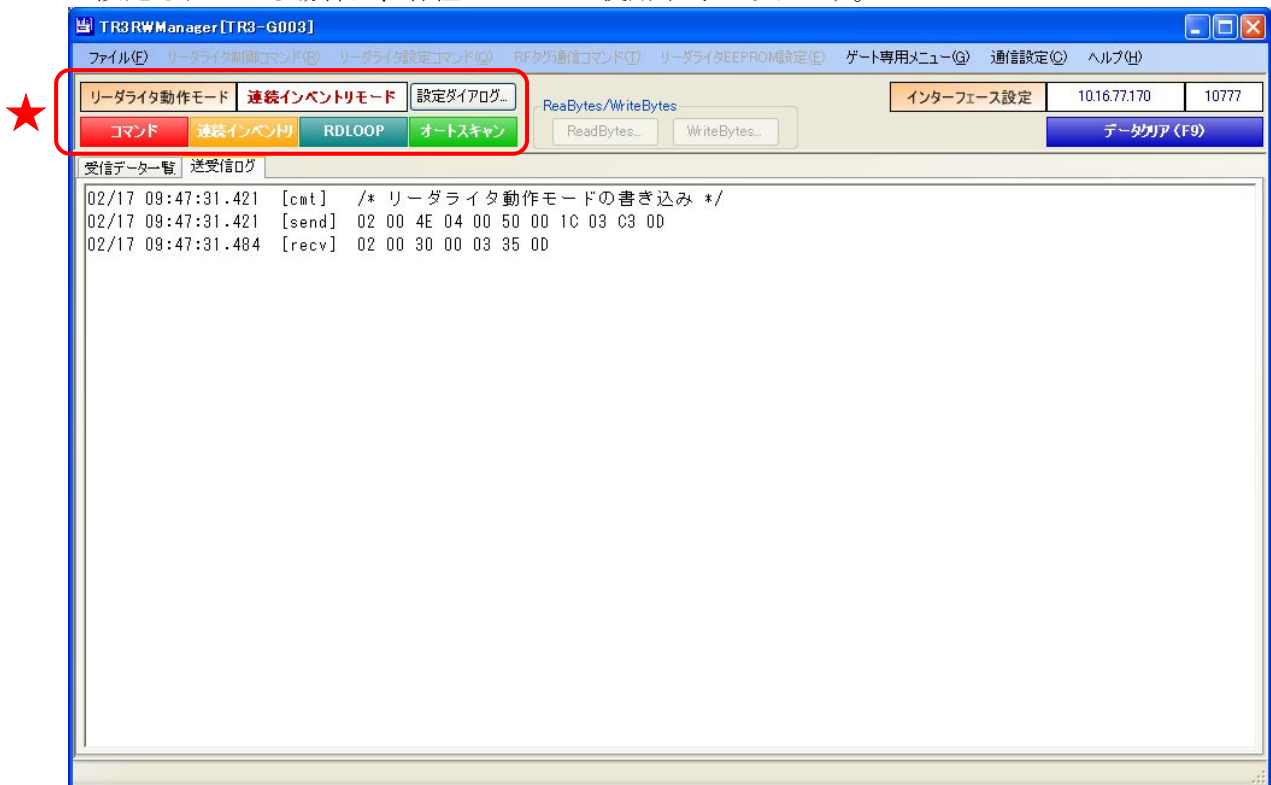 TR3RWManager[TR3-G003]
ファイル(F) リーダライタ制御コマンド(R) リーダライタ設定コマンド(Q) RFタグ通信コマンド(T) リーダライタEEPROM設定(E) ゲート専用メニュー(G) 通信設定(C) ヘルプ(H)
リーダライタ動作モード 連続インベントリモード 設定ダイアログ... ReaBytes/WriteBytes インターフェース設定 10.16.77.170 10777
コマンド 連続インベントリ RDLOOP オートスキャン ReadBytes... WriteBytes... データクリア(F9)
受信データ一覧 送受信ログ
02/17 09:47:31.421 [cmt] /* リーダライタ動作モードの書き込み */
02/17 09:47:31.421 [send] 02 00 4E 04 00 50 00 1C 03 C3 0D
02/17 09:47:31.484 [recv] 02 00 30 00 03 35 0D